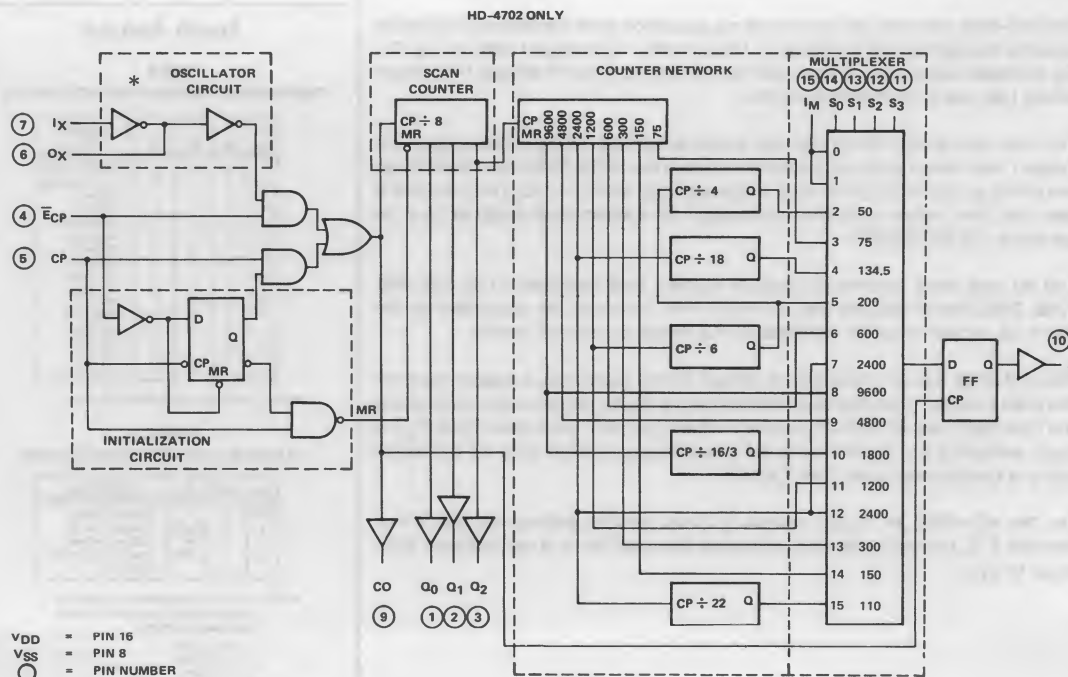 HD-4702 ONLY
* OSCILLATOR CIRCUIT
7 IX
6 OX
4 ECP
5 CP
D
Q
CP
MR
INITIALIZATION CIRCUIT
MR
SCAN COUNTER
CP ÷ 8
MR
CO Q0 Q1 Q2
9 1 2 3
COUNTER NETWORK
CP
MR
9600 4800 2400 1200 600 300 150 75
CP ÷ 4 Q
CP ÷ 18 Q
CP ÷ 6 Q
CP ÷ 16/3 Q
CP ÷ 22 Q
MULTIPLEXER
15 14 13 12 11
IM S0 S1 S2 S3
0
1
2 50
3 75
4 134.5
5 200
6 600
7 2400
8 9600
9 4800
10 1800
11 1200
12 2400
13 300
14 150
15 110
D Q
FF
CP
10
VDD = PIN 16
VSS = PIN 8
◯ = PIN NUMBER